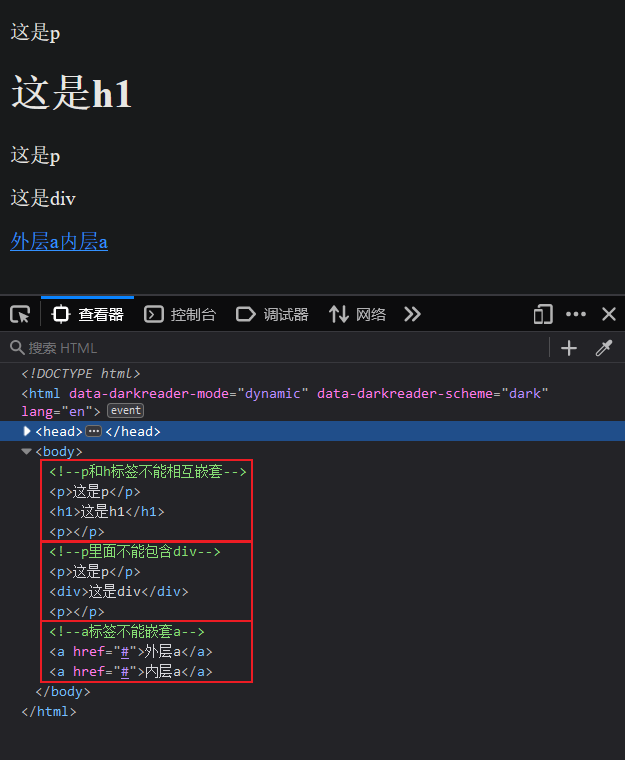 这是p
这是h1
这是p
这是div
外层a内层a
查看器 控制台 调试器 网络
搜索 HTML
<!DOCTYPE html>
<html data-darkreader-mode="dynamic" data-darkreader-scheme="dark"
lang="en"> event
<head>⋯</head>
<body>
<!--p和h标签不能相互嵌套-->
<p>这是p</p>
<h1>这是h1</h1>
<p></p>
<!--p里面不能包含div-->
<p>这是p</p>
<div>这是div</div>
<p></p>
<!--a标签不能嵌套a-->
<a href="#">外层a</a>
<a href="#">内层a</a>
</body>
</html>